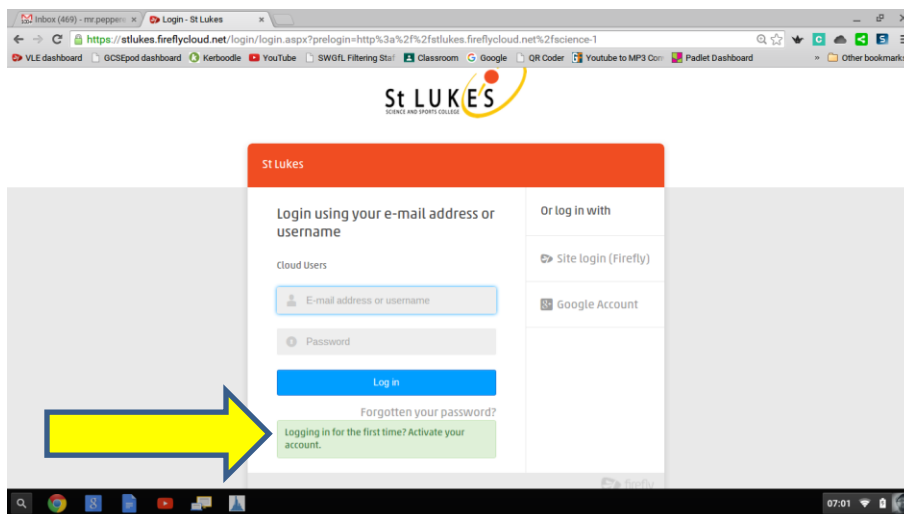 Inbox (469) - mr.peppere
Login - St Lukes
https://stlukes.fireflycloud.net/login/login.aspx?prelogin=http%3a%2f%2fstlukes.fireflycloud.net%2fscience-1
VLE dashboard GCSEpod dashboard Kerboodle YouTube SWGfL Filtering Staf Classroom Google QR Coder Youtube to MP3 Con Padlet Dashboard » Other bookmarks
St LUKE'S
SCIENCE AND SPORTS COLLEGE
St Lukes
Login using your e-mail address or
username
Cloud Users
E-mail address or username
Password
Log in
Forgotten your password?
Logging in for the first time? Activate your
account.
Or log in with
Site login (Firefly)
Google Account
firefly
07:01